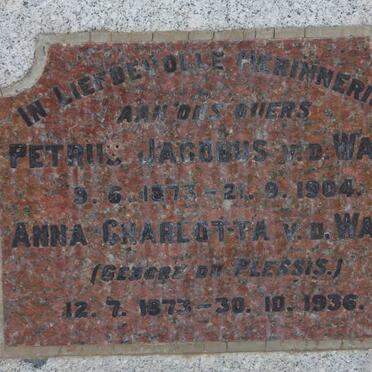 IN LIEFDEVOLLE HERINNERI
AAN ONS OUERS
PETRUS JACOBUS V.D. WA
9. 6. 1873 – 21. 9. 1904.
ANNA CHARLOTTA V.D. WA
(GEBORE DU PLESSIS.)
12. 7. 1873 – 30. 10. 1936.